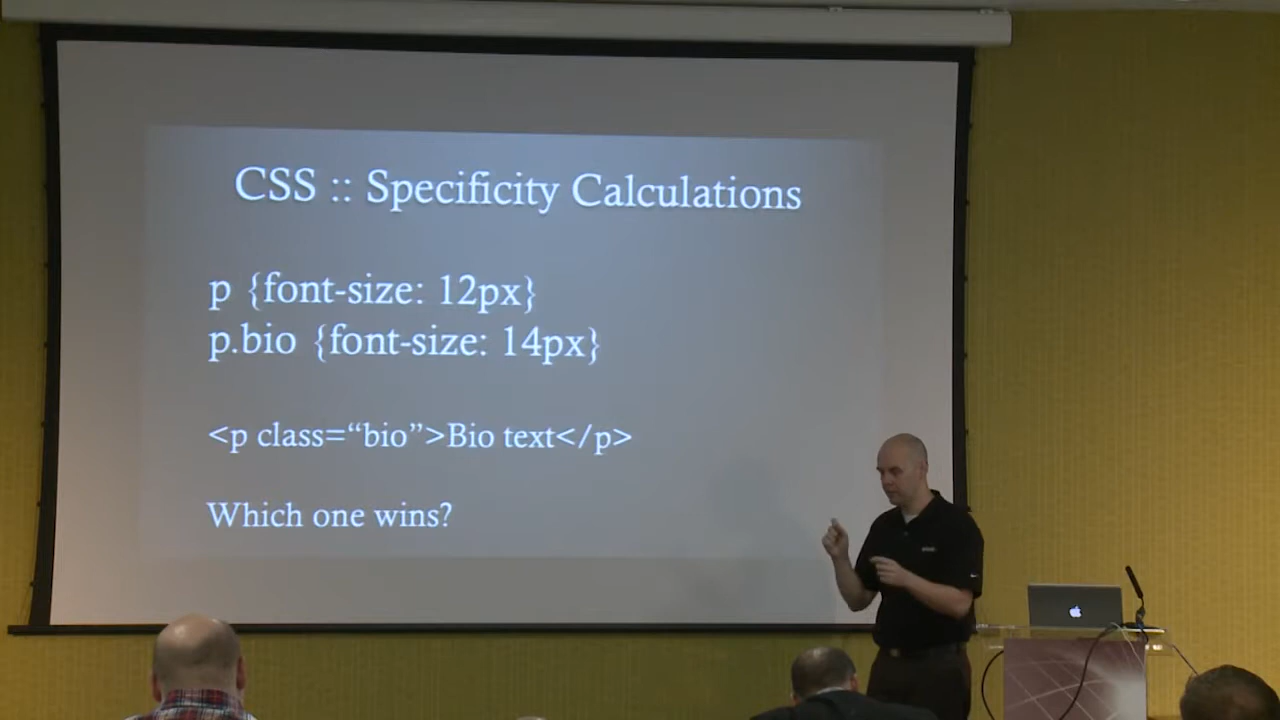 CSS :: Specificity Calculations
p {font-size: 12px}
p.bio {font-size: 14px}
<p class=“bio”>Bio text</p>
Which one wins?